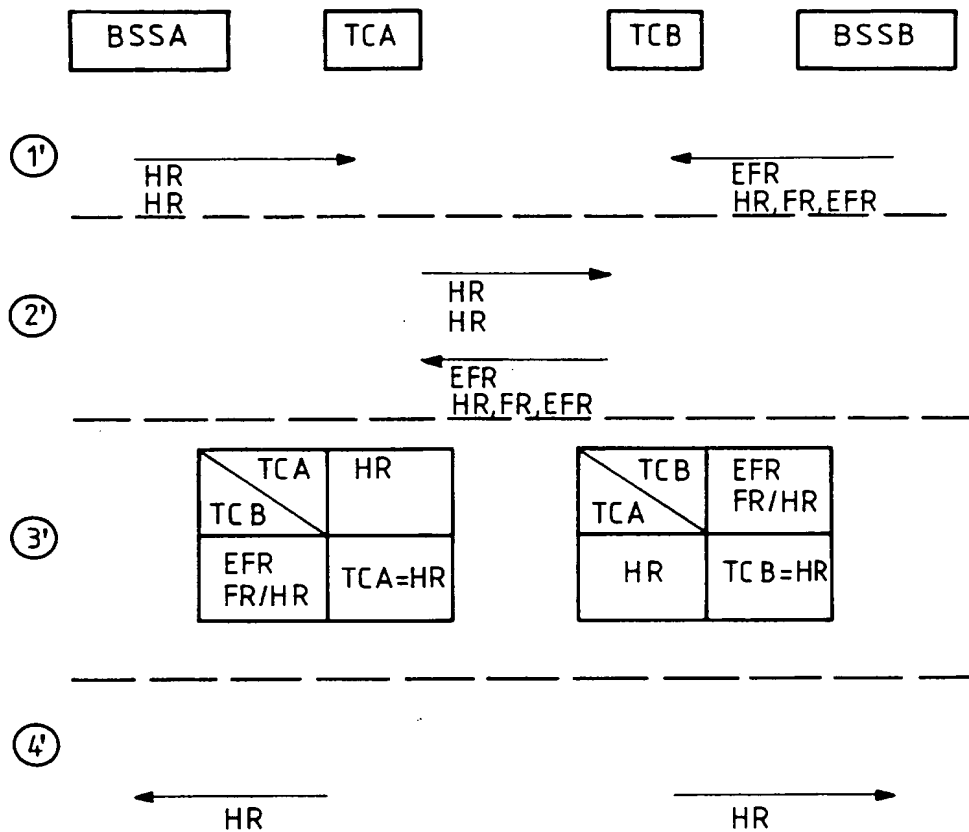 BSSA TCA TCB BSSB
1'
HR
HR
EFR
HR,FR,EFR
2'
HR
HR
EFR
HR,FR,EFR
3'
TCA HR
TCB
EFR
FR/HR
TCA=HR
TCB
TCA
EFR
FR/HR
HR
TCB=HR
4'
HR
HR